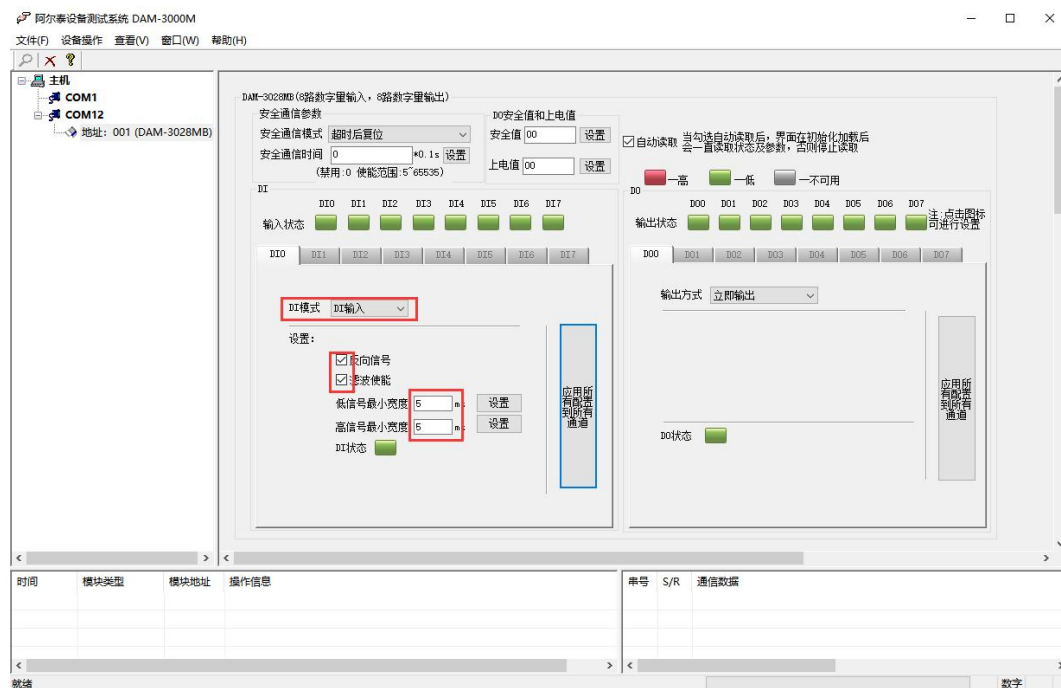 阿尔泰设备测试系统 DAM-3000M
文件(F) 设备操作 查看(V) 窗口(W) 帮助(H)
主机
COM1
COM12
地址: 001 (DAM-3028MB)
DAM-3028MB(8路数字量输入，8路数字量输出)
安全通信参数
安全通信模式 超时后复位
安全通信时间 0 *0.1s 设置
(禁用:0 使能范围:5~65535)
DO安全值和上电值
安全值 00 设置
上电值 00 设置
自动读取 当勾选自动读取后，界面在初始化加载后
会一直读取状态及参数，否则停止读取
—高 —低 —不可用
DI
DI0 DI1 DI2 DI3 DI4 DI5 DI6 DI7
输入状态
DI0 DI1 DI2 DI3 DI4 DI5 DI6 DI7
DI模式 DI输入
设置:
反向信号
滤波使能
低信号最小宽度 5 ms 设置
高信号最小宽度 5 ms 设置
DI状态
应用所
有配置
到所有
通道
DO
DO0 DO1 DO2 DO3 DO4 DO5 DO6 DO7
输出状态
注:点击图标
可进行设置
DO0 DO1 DO2 DO3 DO4 DO5 DO6 DO7
输出方式 立即输出
DO状态
应用所
有配置
到所有
通道
时间 模块类型 模块地址 操作信息
串号 S/R 通信数据
就绪 数字